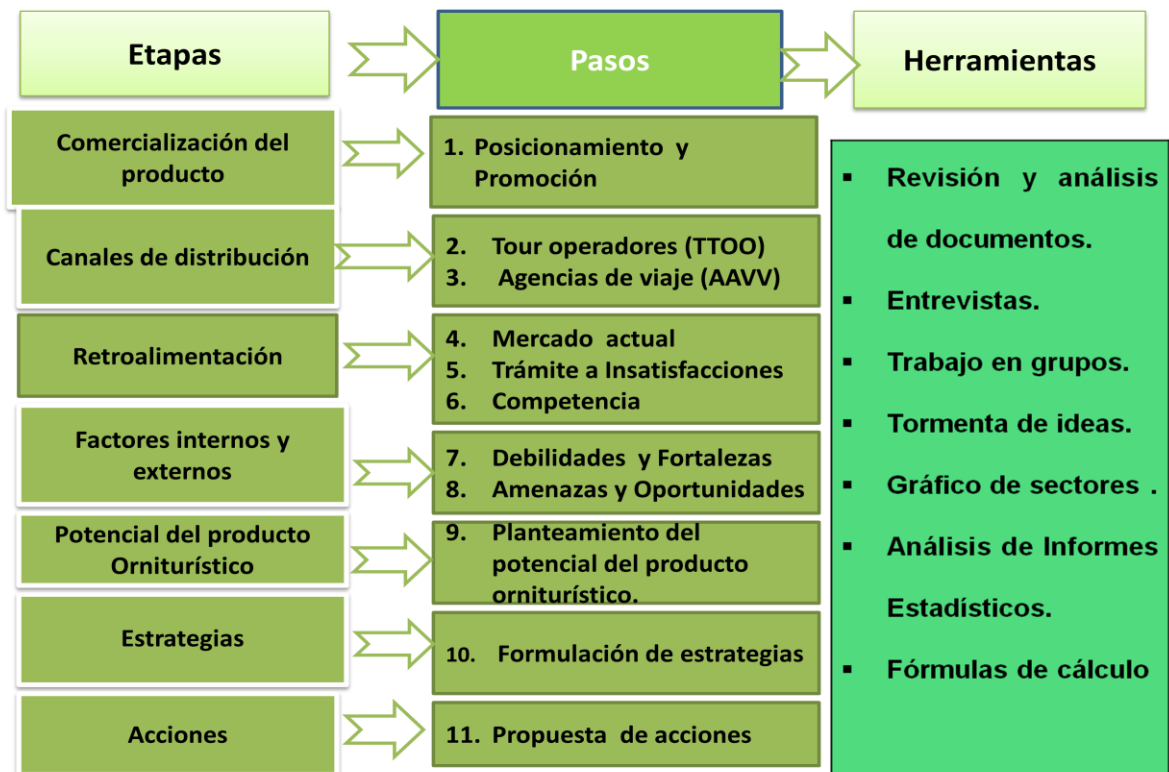 Etapas
Pasos
Herramientas
Comercialización del
producto
1. Posicionamiento y
Promoción
Canales de distribución
2. Tour operadores (TTOO)
3. Agencias de viaje (AAVV)
Retroalimentación
4. Mercado actual
5. Trámite a Insatisfacciones
6. Competencia
Factores internos y
externos
7. Debilidades y Fortalezas
8. Amenazas y Oportunidades
Potencial del producto
Orniturístico
9. Planteamiento del
potencial del producto
orniturístico.
Estrategias
10. Formulación de estrategias
Acciones
11. Propuesta de acciones
▪ Revisión y análisis
de documentos.
▪ Entrevistas.
▪ Trabajo en grupos.
▪ Tormenta de ideas.
▪ Gráfico de sectores .
▪ Análisis de Informes
Estadísticos.
▪ Fórmulas de cálculo